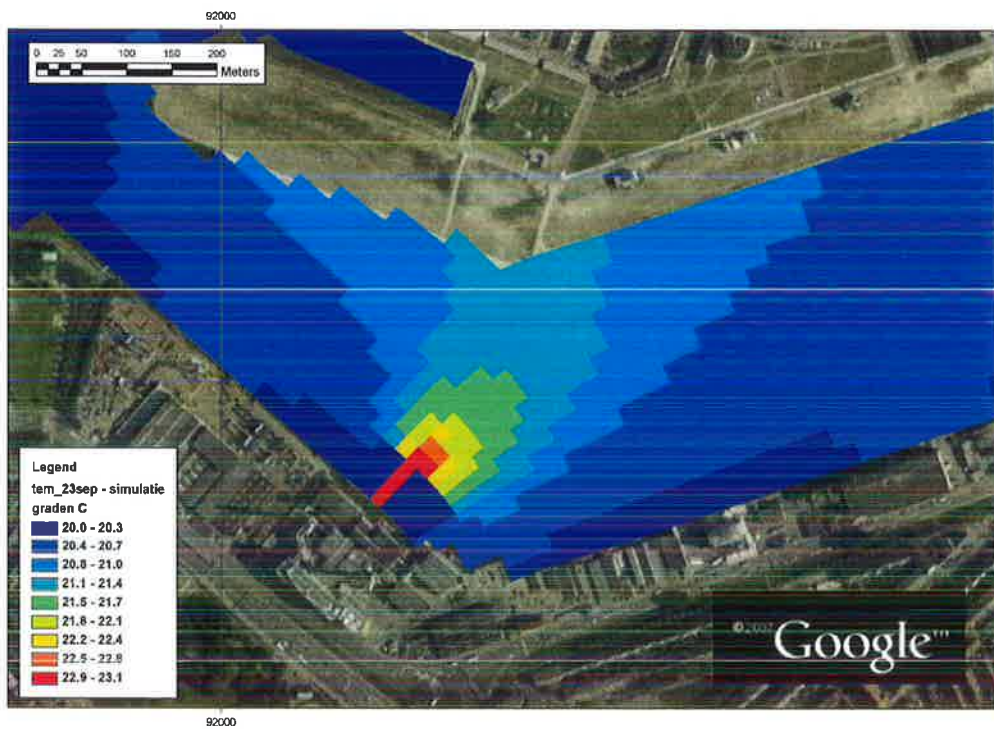 92000
0 25 50 100 150 200
Meters
Legend
tem_23sep - simulatie
graden C
20.0 - 20.3
20.4 - 20.7
20.8 - 21.0
21.1 - 21.4
21.5 - 21.7
21.8 - 22.1
22.2 - 22.4
22.5 - 22.8
22.9 - 23.1
©2007 Google™
92000